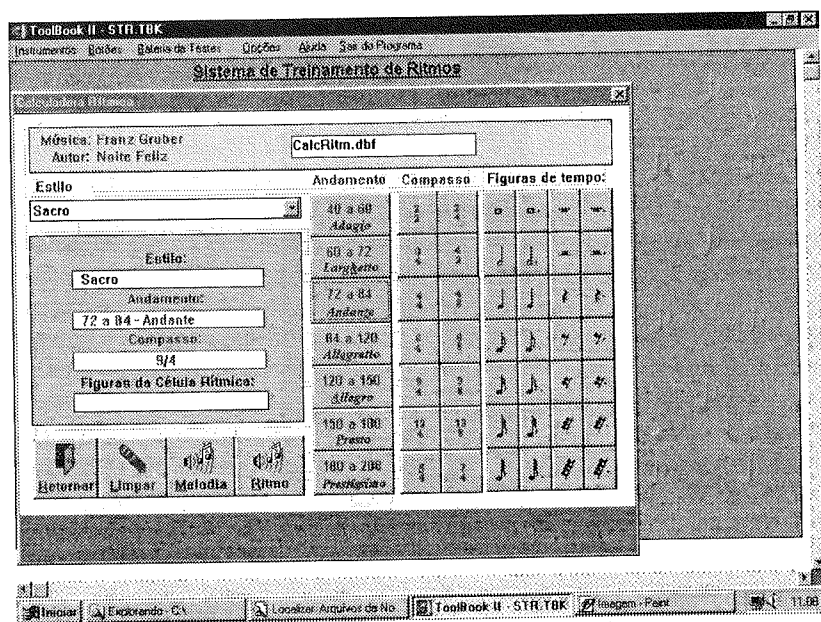 ToolBook II - STR.TBK
Instrumentos Botões Bateria de Testes Opções Ajuda Sair do Programa
Sistema de Treinamento de Ritmos
Calculadora Rítmica
Música: Franz Gruber
Autor: Noite Feliz
CalcRitm.dbf
Estilo
Andamento Compasso Figuras de tempo:
Sacro
40 a 60
Adagio
60 a 72
Larghetto
72 a 84
Andante
84 a 120
Allegretto
120 a 150
Allegro
150 a 180
Presto
180 a 208
Prestíssimo
Estilo:
Sacro
Andamento:
72 a 84 - Andante
Compasso:
9/4
Figuras da Célula Rítmica:
Retornar Limpar Melodia Ritmo
Iniciar Explorando - C:\ Localizar: Arquivos do No ToolBook II - STR.TBK Imagem - Paint 11:08